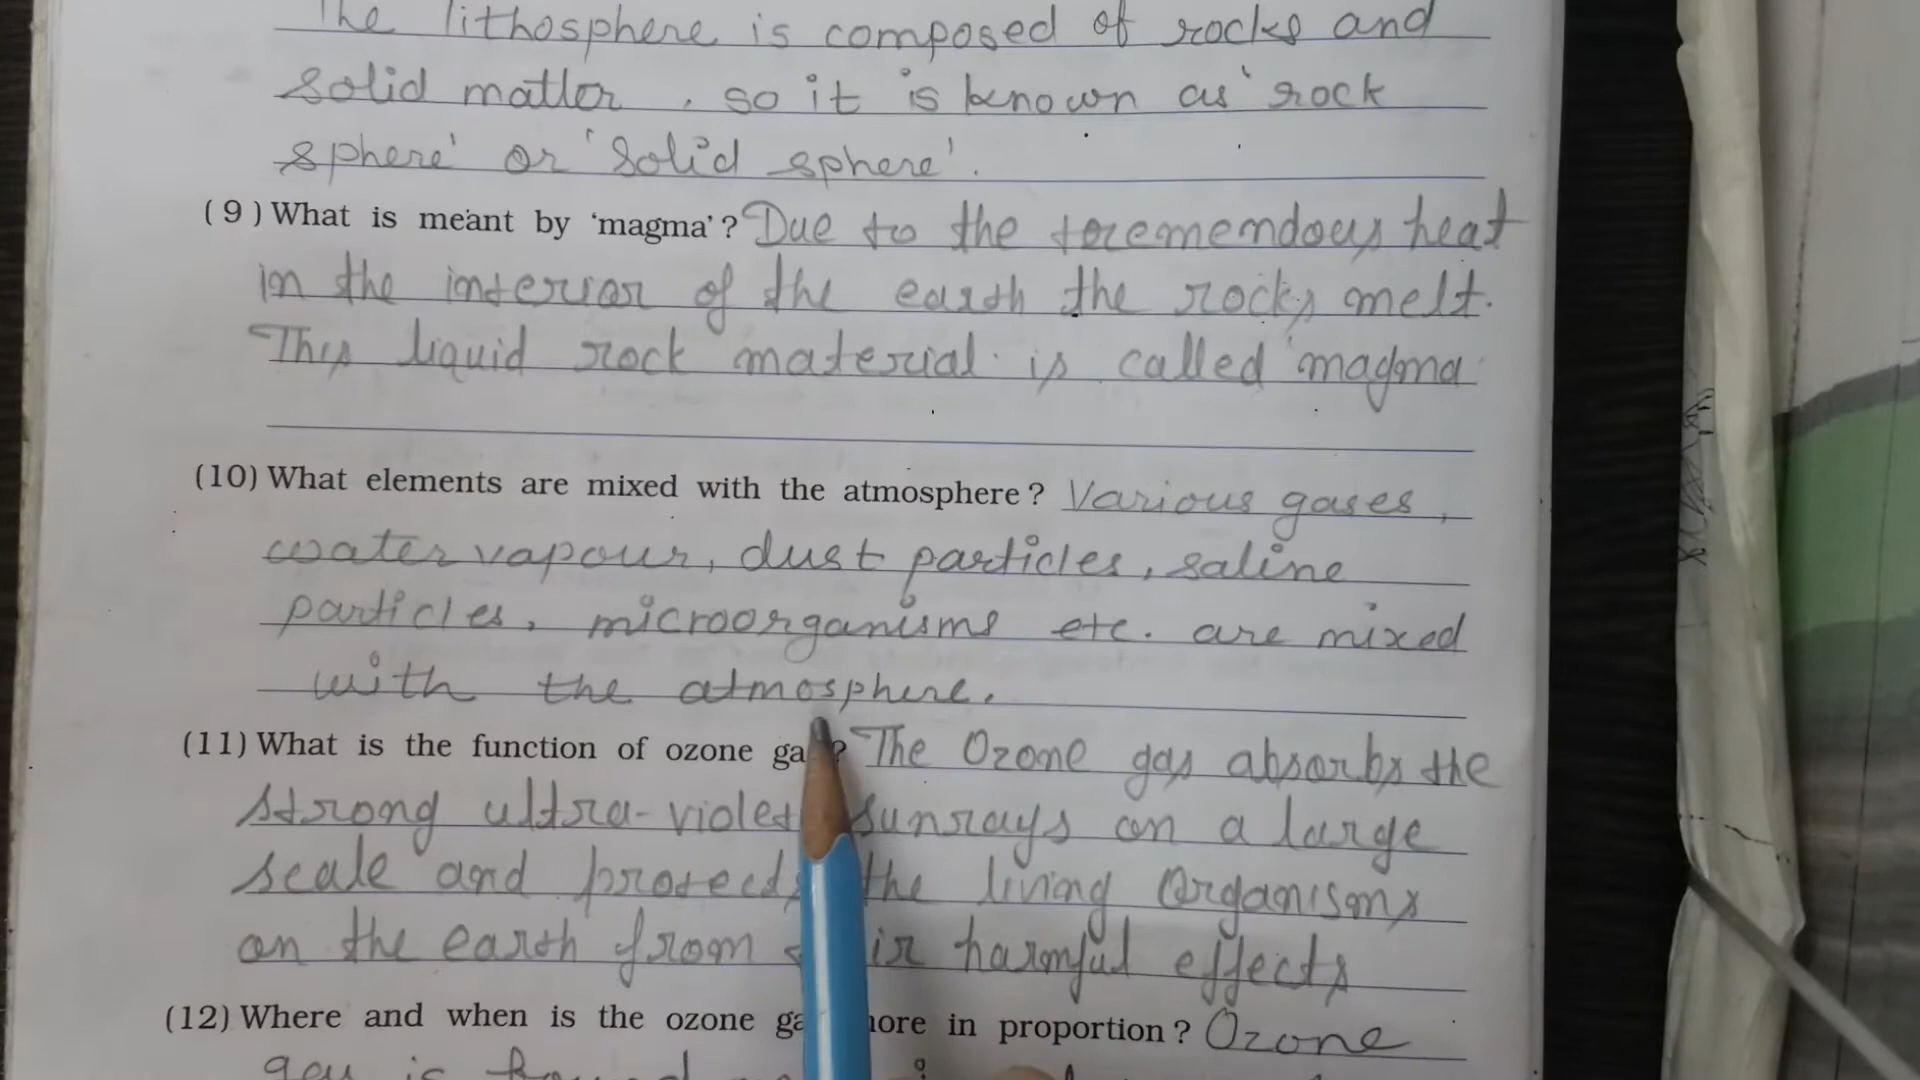 The lithosphere is composed of rocks and
solid matter, so it is known as 'rock
sphere' or 'solid sphere'.
(9) What is meant by 'magma'? Due to the tremendous heat
in the interior of the earth the rocks melt.
This liquid rock material is called 'magma'
(10) What elements are mixed with the atmosphere? Various gases,
water vapour, dust particles, saline
particles, microorganisms etc. are mixed
with the atmosphere.
(11) What is the function of ozone ga ? The Ozone gas absorbs the
strong ultra-violet sunrays on a large
scale and protects the living Organisms
on the earth from ir harmful effects
(12) Where and when is the ozone ga more in proportion? Ozone
gas is found